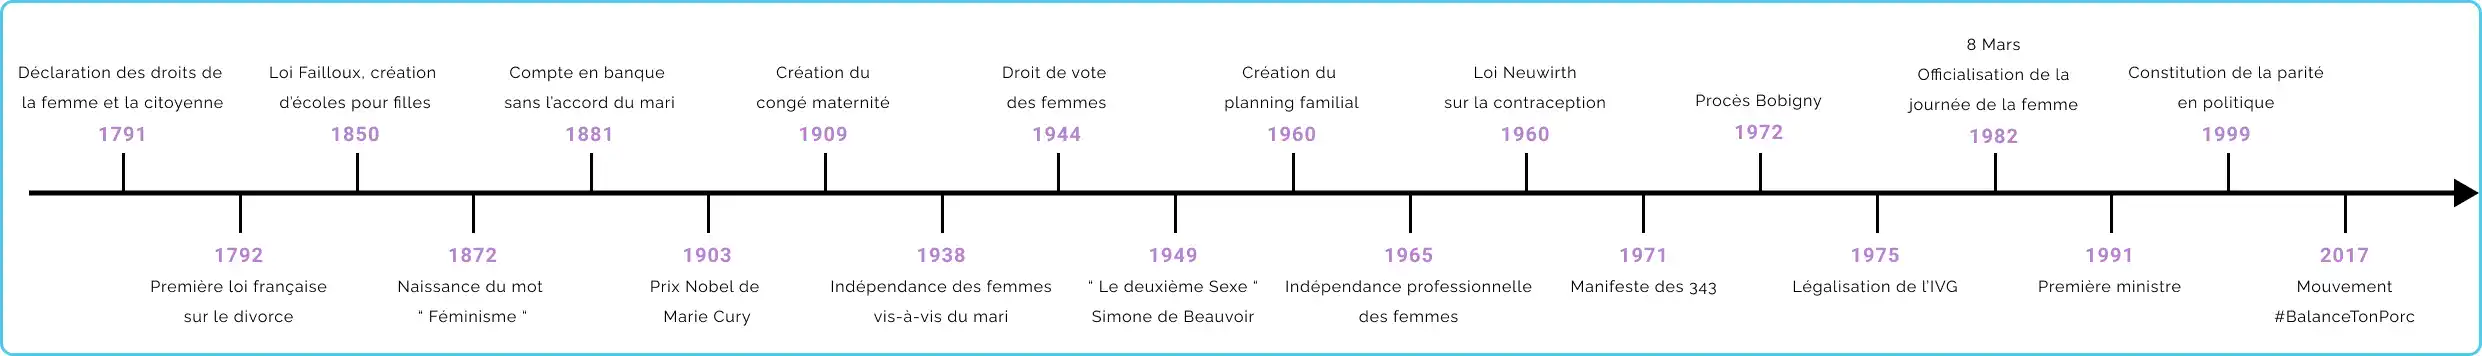 Déclaration des droits de
la femme et la citoyenne
1791
1792
Première loi française
sur le divorce
Loi Failloux, création
d'écoles pour filles
1850
1872
Naissance du mot
“ Féminisme “
Compte en banque
sans l'accord du mari
1881
1903
Prix Nobel de
Marie Cury
Création du
congé maternité
1909
1938
Indépendance des femmes
vis-à-vis du mari
Droit de vote
des femmes
1944
1949
“ Le deuxième Sexe “
Simone de Beauvoir
Création du
planning familial
1960
1965
Indépendance professionnelle
des femmes
Loi Neuwirth
sur la contraception
1960
1971
Manifeste des 343
Procès Bobigny
1972
1975
Légalisation de l'IVG
8 Mars
Officialisation de la
journée de la femme
1982
1991
Première ministre
Constitution de la parité
en politique
1999
2017
Mouvement
#BalanceTonPorc